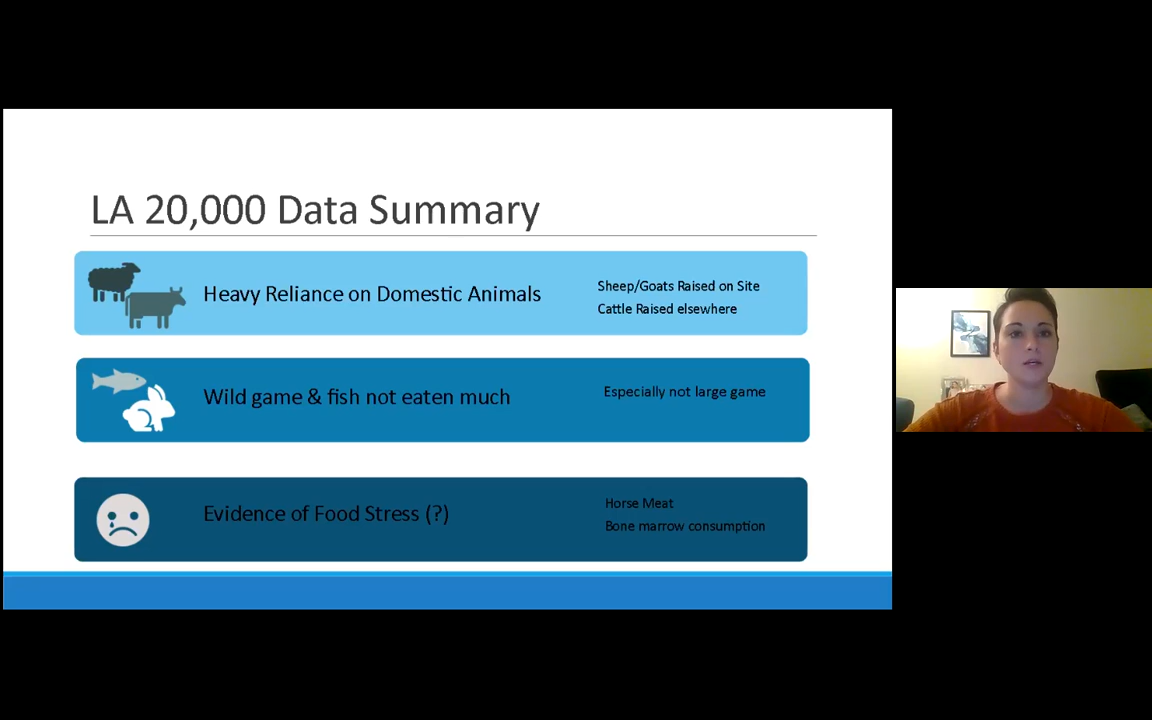 LA 20,000 Data Summary
Heavy Reliance on Domestic Animals
Sheep/Goats Raised on Site
Cattle Raised elsewhere
Wild game & fish not eaten much
Especially not large game
Evidence of Food Stress (?)
Horse Meat
Bone marrow consumption